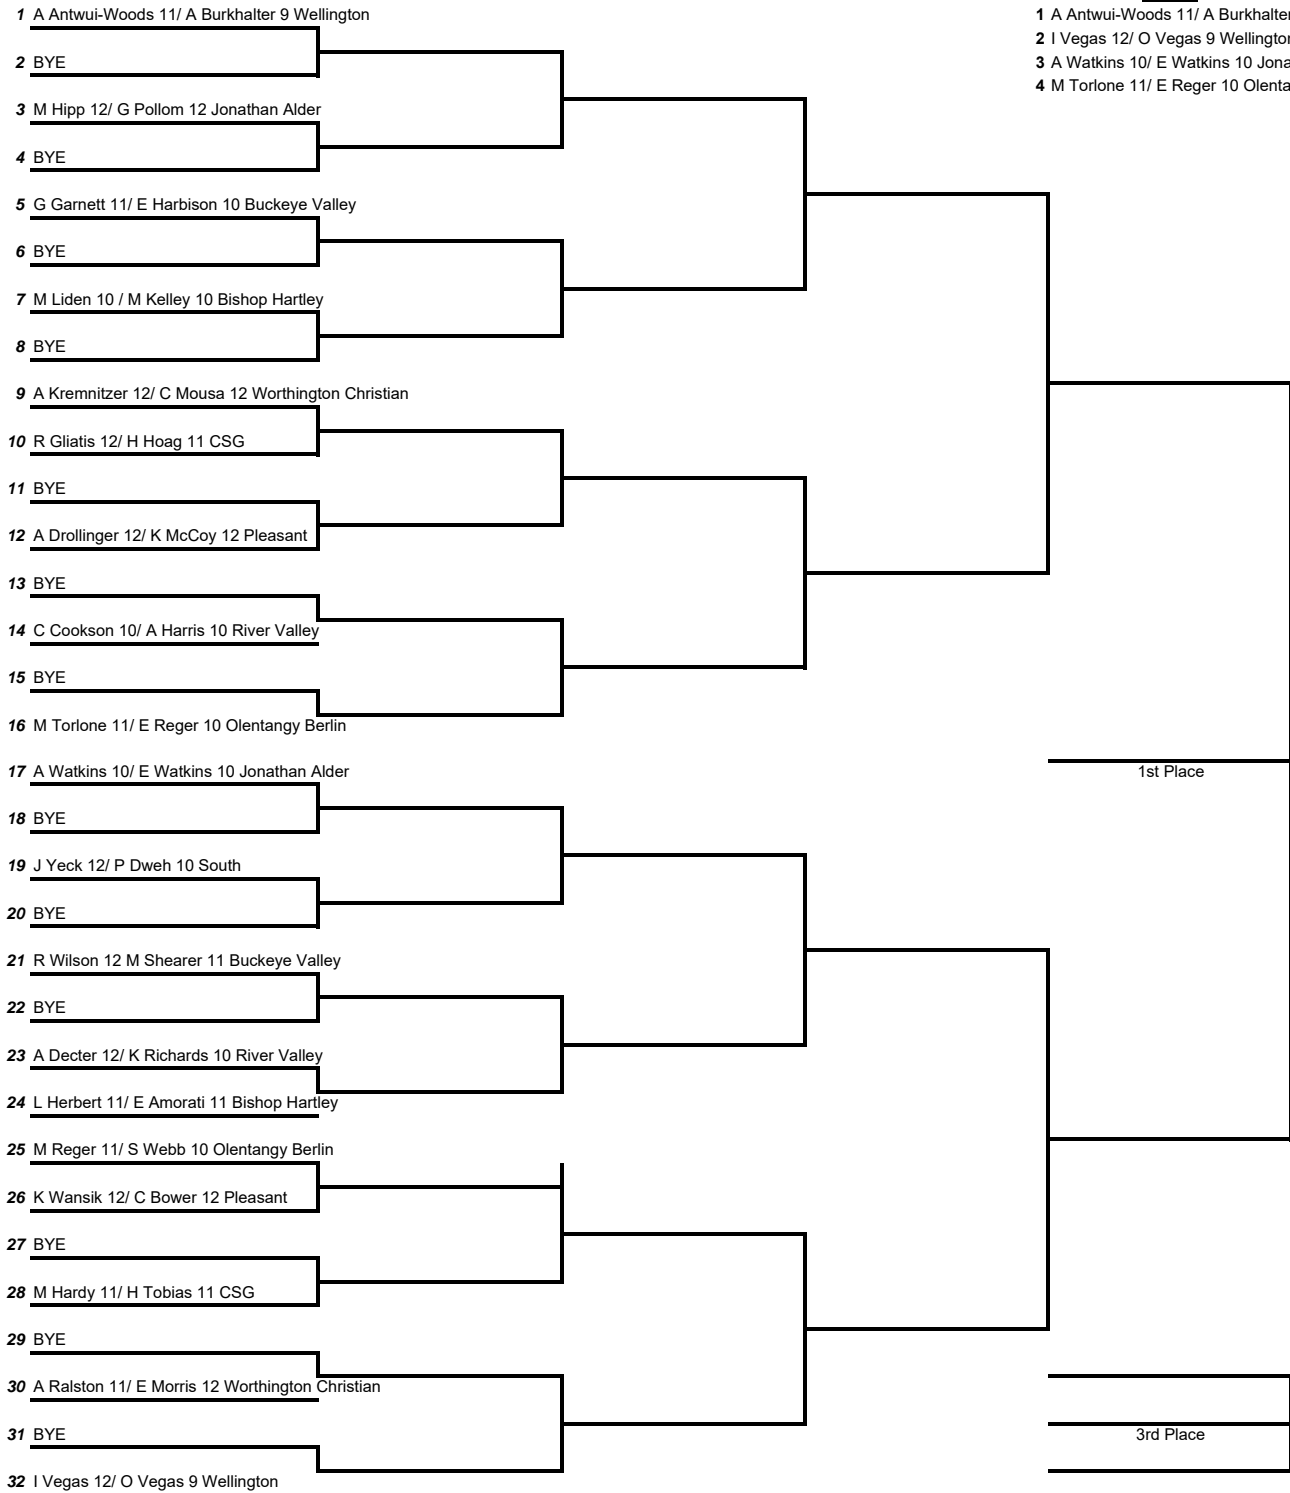 1 A Antwui-Woods 11/ A Burkhalter 9 Wellington
2 BYE
3 M Hipp 12/ G Pollom 12 Jonathan Alder
4 BYE
5 G Garnett 11/ E Harbison 10 Buckeye Valley
6 BYE
7 M Liden 10 / M Kelley 10 Bishop Hartley
8 BYE
9 A Kremnitzer 12/ C Mousa 12 Worthington Christian
10 R Gliatis 12/ H Hoag 11 CSG
11 BYE
12 A Drollinger 12/ K McCoy 12 Pleasant
13 BYE
14 C Cookson 10/ A Harris 10 River Valley
15 BYE
16 M Torlone 11/ E Reger 10 Olentangy Berlin
17 A Watkins 10/ E Watkins 10 Jonathan Alder
18 BYE
19 J Yeck 12/ P Dweh 10 South
20 BYE
21 R Wilson 12 M Shearer 11 Buckeye Valley
22 BYE
23 A Decter 12/ K Richards 10 River Valley
24 L Herbert 11/ E Amorati 11 Bishop Hartley
25 M Reger 11/ S Webb 10 Olentangy Berlin
26 K Wansik 12/ C Bower 12 Pleasant
27 BYE
28 M Hardy 11/ H Tobias 11 CSG
29 BYE
30 A Ralston 11/ E Morris 12 Worthington Christian
31 BYE
32 I Vegas 12/ O Vegas 9 Wellington
1 A Antwui-Woods 11/ A Burkhalter
2 I Vegas 12/ O Vegas 9 Wellington
3 A Watkins 10/ E Watkins 10 Jona
4 M Torlone 11/ E Reger 10 Olenta
1st Place
3rd Place